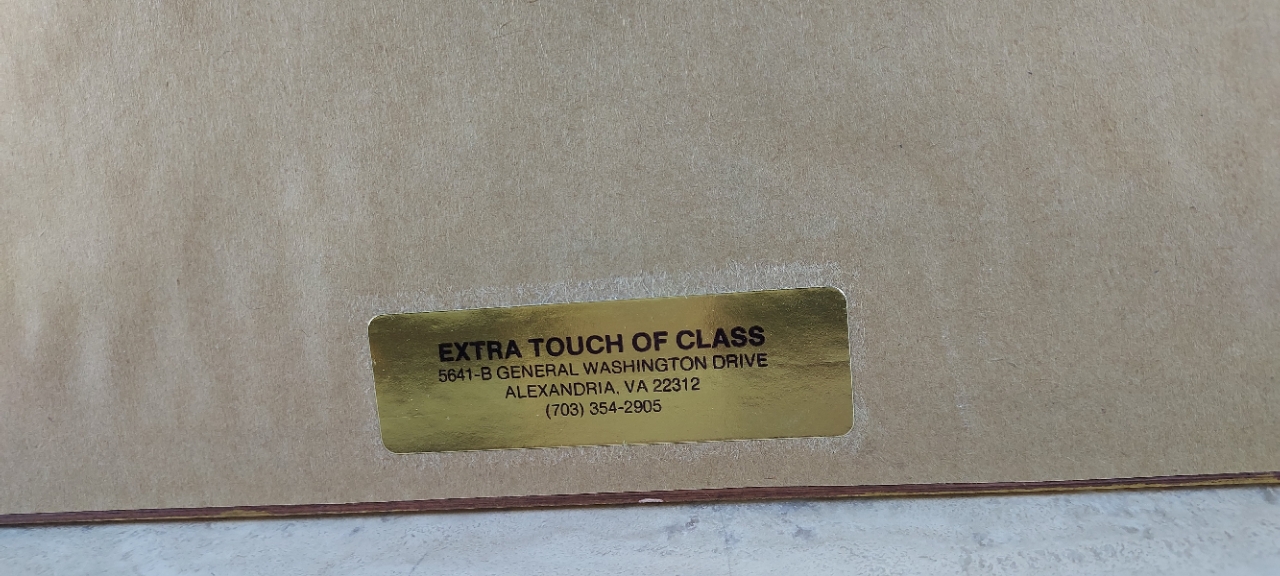 EXTRA TOUCH OF CLASS
5641-B GENERAL WASHINGTON DRIVE
ALEXANDRIA, VA 22312
(703) 354-2905